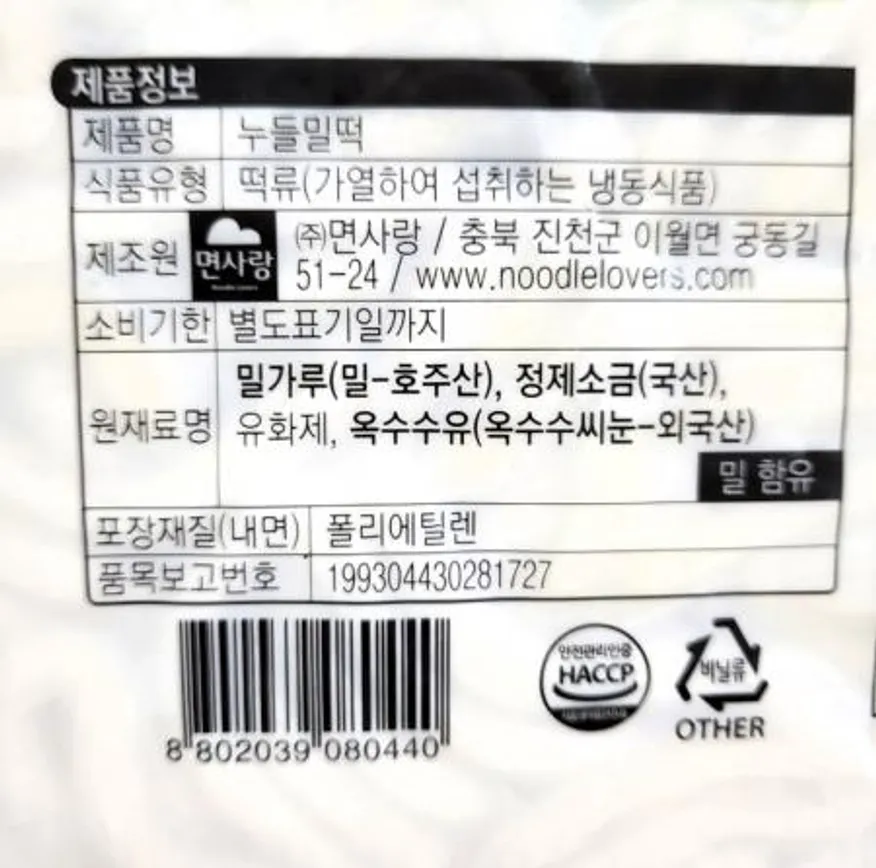 제품정보
제품명 누들밀떡
식품유형 떡류(가열하여 섭취하는 냉동식품)
제조원 면사랑 (주)면사랑 / 충북 진천군 이월면 궁동길
51-24 / www.noodlelovers.com
소비기한 별도표기일까지
밀가루(밀-호주산), 정제소금(국산),
원재료명 유화제, 옥수수유(옥수수씨눈-외국산)
밀 함유
포장재질(내면) 폴리에틸렌
품목보고번호 199304430281727
8 802039 080440
안전관리인증
HACCP
비닐류
OTHER